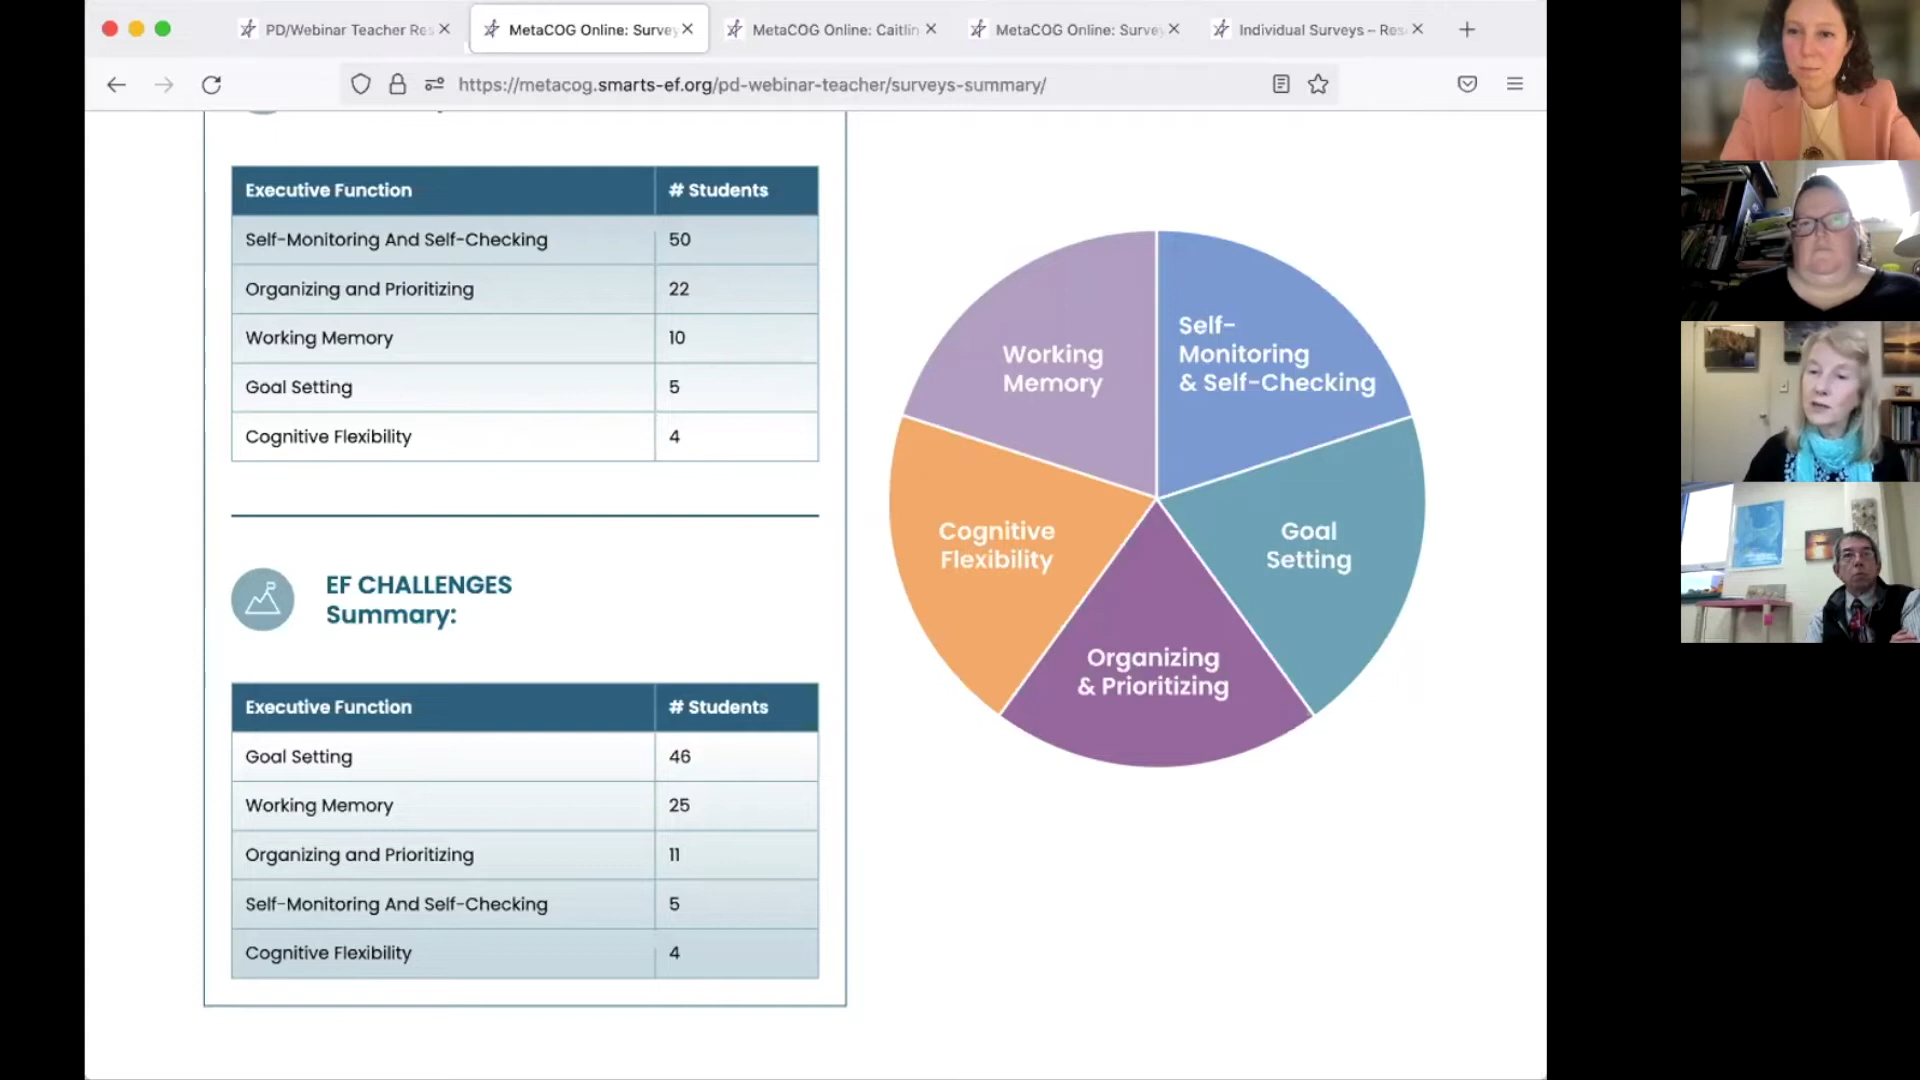 PD/Webinar Teacher Res
MetaCOG Online: Survey
MetaCOG Online: Caitlin
MetaCOG Online: Surve
Individual Surveys – Res
https://metacog.smarts-ef.org/pd-webinar-teacher/surveys-summary/
Executive Function # Students
Self-Monitoring And Self-Checking 50
Organizing and Prioritizing 22
Working Memory 10
Goal Setting 5
Cognitive Flexibility 4
EF CHALLENGES
Summary:
Executive Function # Students
Goal Setting 46
Working Memory 25
Organizing and Prioritizing 11
Self-Monitoring And Self-Checking 5
Cognitive Flexibility 4
Working
Memory
Self-
Monitoring
& Self-Checking
Cognitive
Flexibility
Goal
Setting
Organizing
& Prioritizing